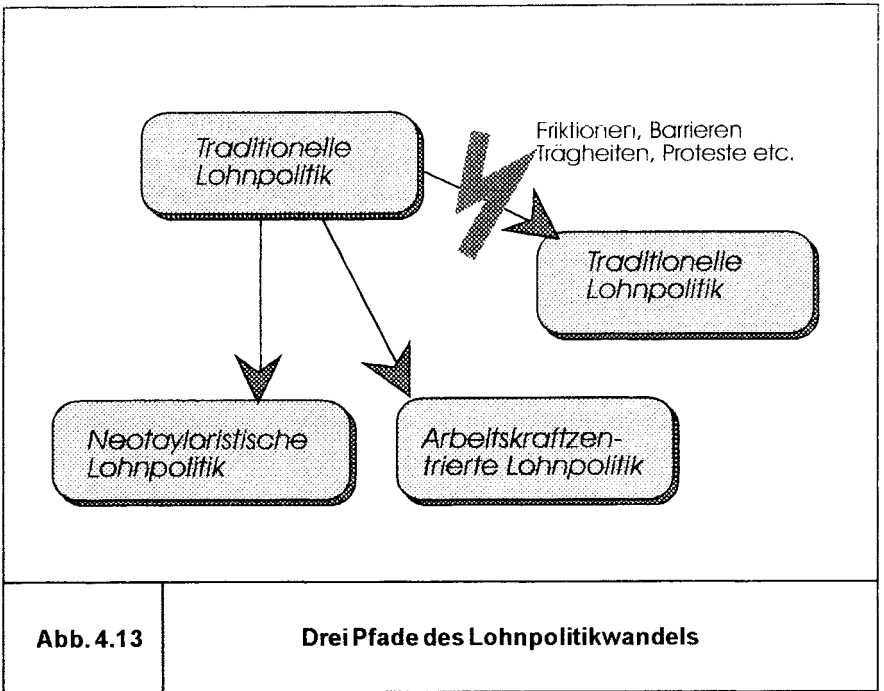 Traditionelle
Lohnpolitik
Friktionen, Barrieren
Trägheiten, Proteste etc.
Traditionelle
Lohnpolitik
Neotayloristische
Lohnpolitik
Arbeitskraftzen-
trierte Lohnpolitik
Abb. 4.13
Drei Pfade des Lohnpolitikwandels